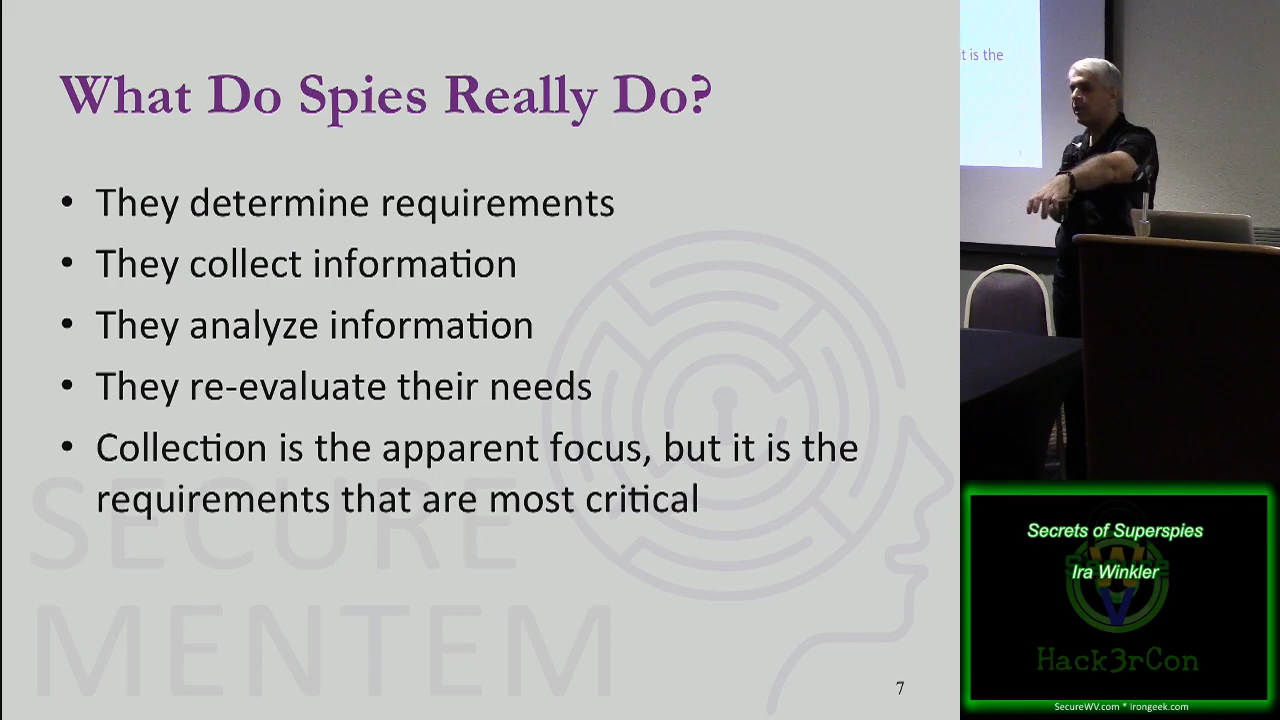 What Do Spies Really Do?
• They determine requirements
• They collect information
• They analyze information
• They re-evaluate their needs
• Collection is the apparent focus, but it is the
requirements that are most critical
SECURE
MENTEM
7
it is the
Secrets of Superspies
Ira Winkler
Hack3rCon
SecureWV.com * Irongeek.com